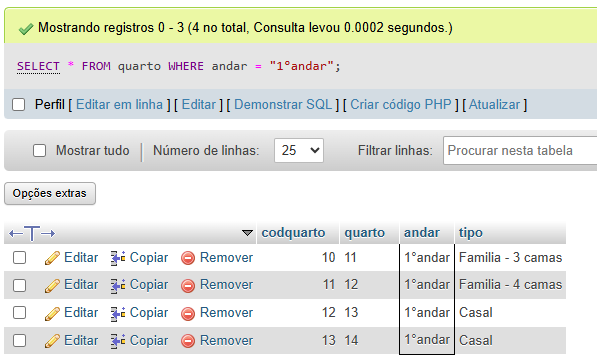 Mostrando registros 0 - 3 (4 no total, Consulta levou 0.0002 segundos.)
SELECT * FROM quarto WHERE andar = "1°andar";
Perfil [ Editar em linha ] [ Editar ] [ Demonstrar SQL ] [ Criar código PHP ] [ Atualizar ]
Mostrar tudo | Número de linhas: 25 Filtrar linhas: Procurar nesta tabela
Opções extras
←T→ codquarto quarto andar tipo
Editar Copiar Remover 10 11 1°andar Familia - 3 camas
Editar Copiar Remover 11 12 1°andar Familia - 4 camas
Editar Copiar Remover 12 13 1°andar Casal
Editar Copiar Remover 13 14 1°andar Casal